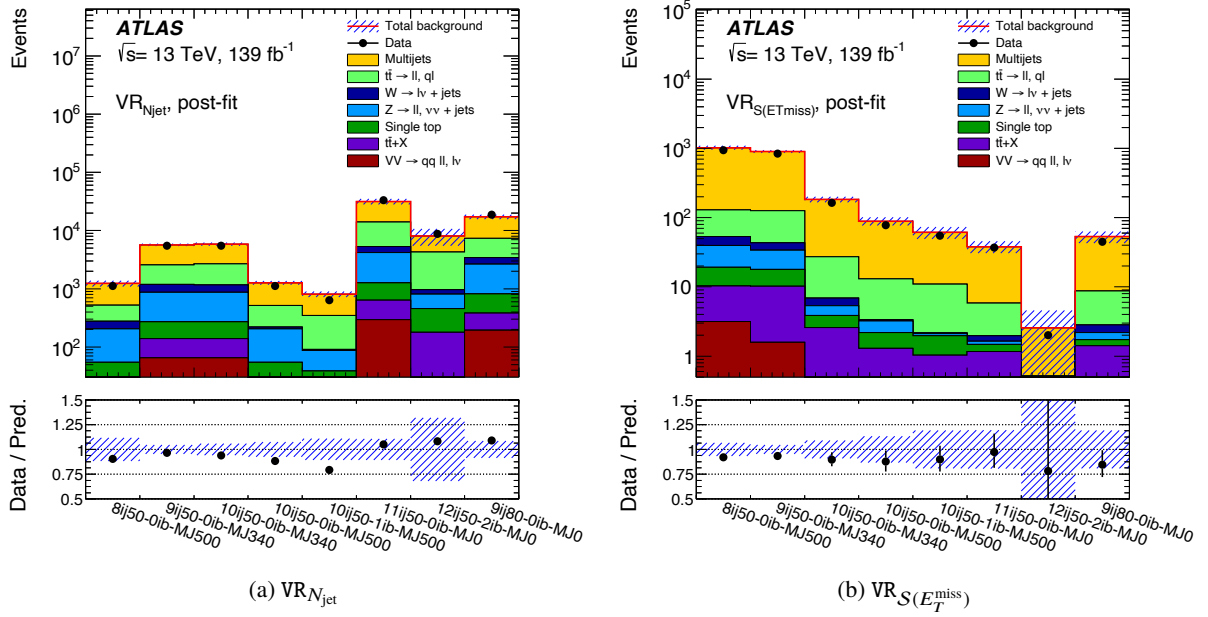 Events
10⁷
10⁶
10⁵
10⁴
10³
10²
ATLAS
√s= 13 TeV, 139 fb⁻¹
VR_Njet, post-fit
Total background
Data
Multijets
tt̄ → ll, ql
W → lν + jets
Z → ll, νν + jets
Single top
tt̄+X
VV → qq ll, lν
Data / Pred.
1.5
1.25
1
0.75
0.5
8ij50-0ib-MJ500
9ij50-0ib-MJ340
10ij50-0ib-MJ340
10ij50-0ib-MJ500
10ij50-1ib-MJ500
11ij50-0ib-MJ0
12ij50-2ib-MJ0
9ij80-0ib-MJ0
(a) VR_{N_jet}
Events
10⁵
10⁴
10³
10²
10
1
ATLAS
√s= 13 TeV, 139 fb⁻¹
VR_S(ETmiss), post-fit
Total background
Data
Multijets
tt̄ → ll, ql
W → lν + jets
Z → ll, νν + jets
Single top
tt̄+X
VV → qq ll, lν
Data / Pred.
1.5
1.25
1
0.75
0.5
8ij50-0ib-MJ500
9ij50-0ib-MJ340
10ij50-0ib-MJ340
10ij50-0ib-MJ500
10ij50-1ib-MJ500
11ij50-0ib-MJ0
12ij50-2ib-MJ0
9ij80-0ib-MJ0
(b) VR_{S(E_T^miss)}